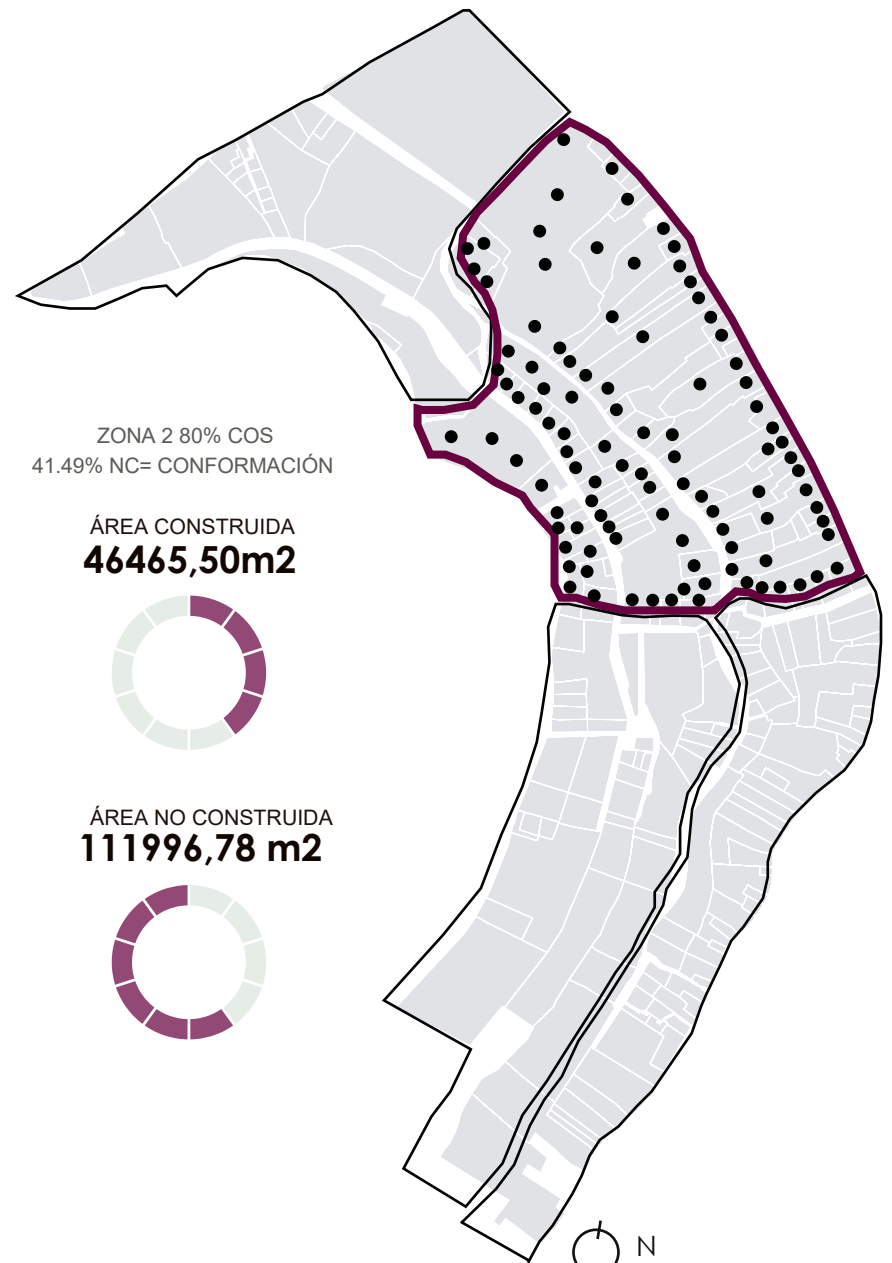 ZONA 2 80% COS
41.49% NC= CONFORMACIÓN
ÁREA CONSTRUIDA
46465,50m2
ÁREA NO CONSTRUIDA
111996,78 m2
N